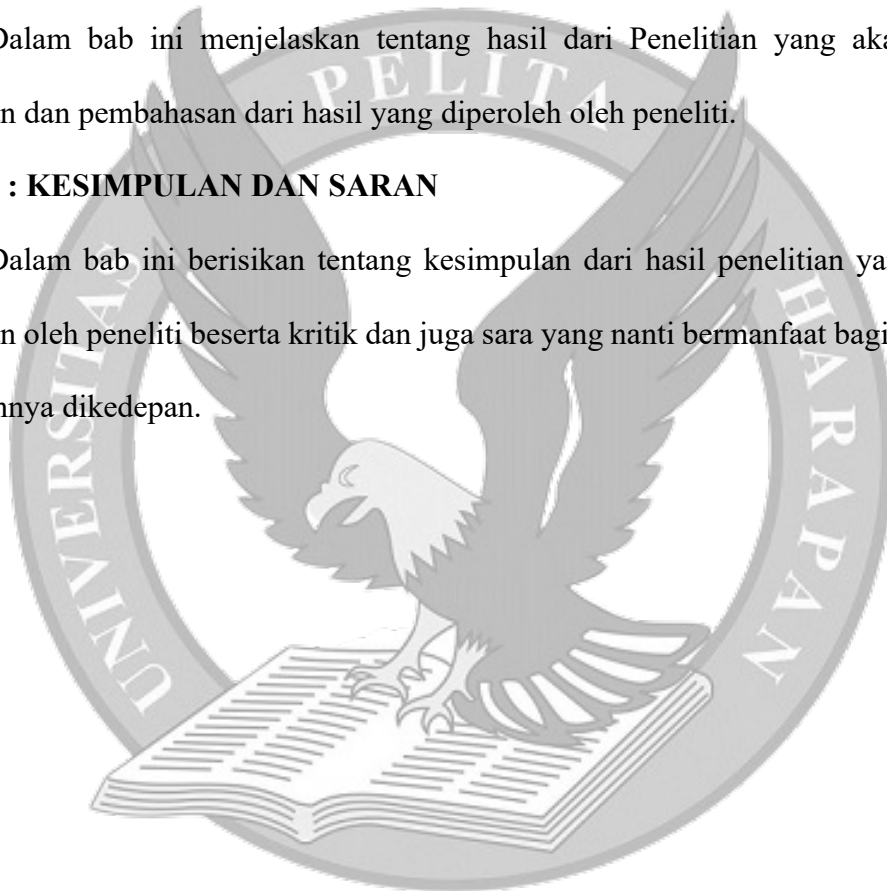 Dalam bab ini menjelaskan tentang hasil dari Penelitian yang aka
n dan pembahasan dari hasil yang diperoleh oleh peneliti.
: KESIMPULAN DAN SARAN
Dalam bab ini berisikan tentang kesimpulan dari hasil penelitian ya
n oleh peneliti beserta kritik dan juga sara yang nanti bermanfaat bagi
nnya dikedepan.
UNIVERSITAS PELITA HARAPAN